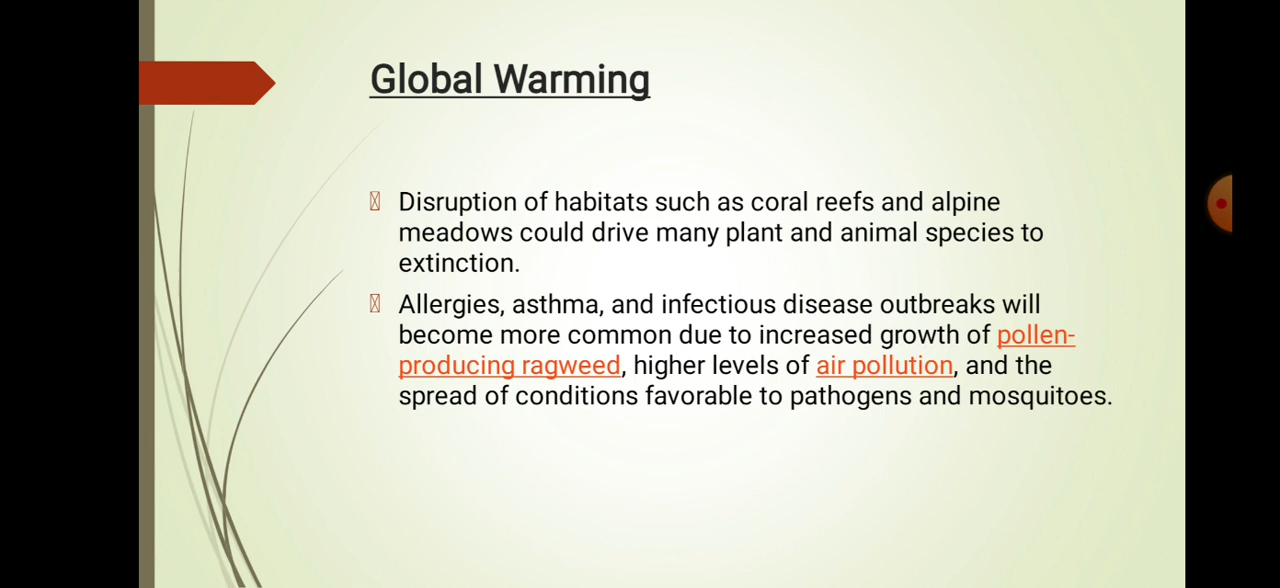 Global Warming
Disruption of habitats such as coral reefs and alpine
meadows could drive many plant and animal species to
extinction.
Allergies, asthma, and infectious disease outbreaks will
become more common due to increased growth of pollen-
producing ragweed, higher levels of air pollution, and the
spread of conditions favorable to pathogens and mosquitoes.